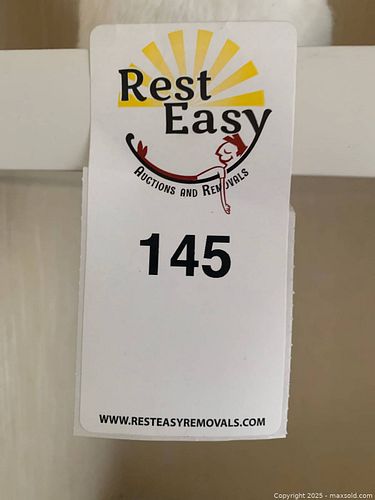 Rest
Easy
Auctions and Removals
145
WWW.RESTEASYREMOVALS.COM
Copyright 2025 - maxsold.com